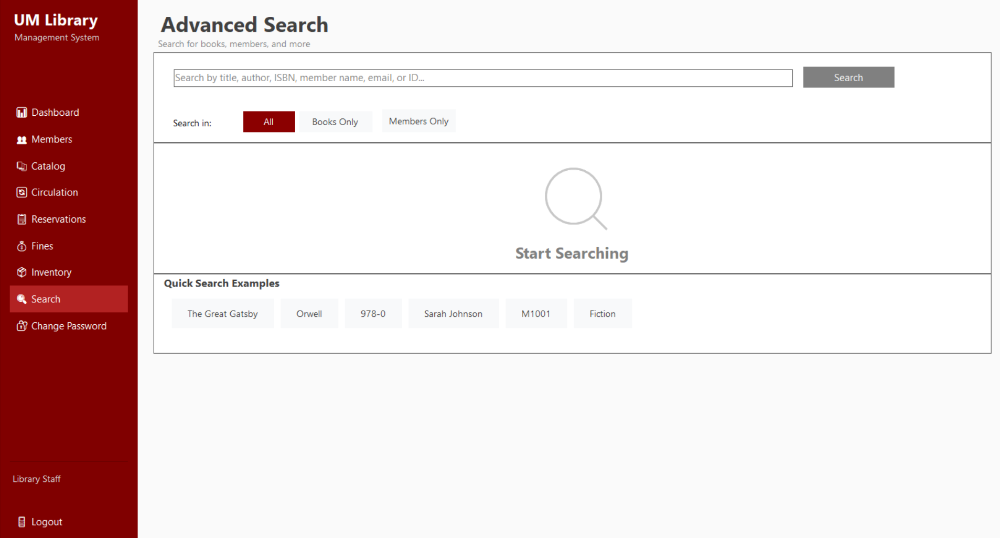 UM Library
Management System
Dashboard
Members
Catalog
Circulation
Reservations
Fines
Inventory
Search
Change Password
Library Staff
Logout
Advanced Search
Search for books, members, and more
Search by title, author, ISBN, member name, email, or ID...
Search
Search in:
All
Books Only
Members Only
Start Searching
Quick Search Examples
The Great Gatsby
Orwell
978-0
Sarah Johnson
M1001
Fiction